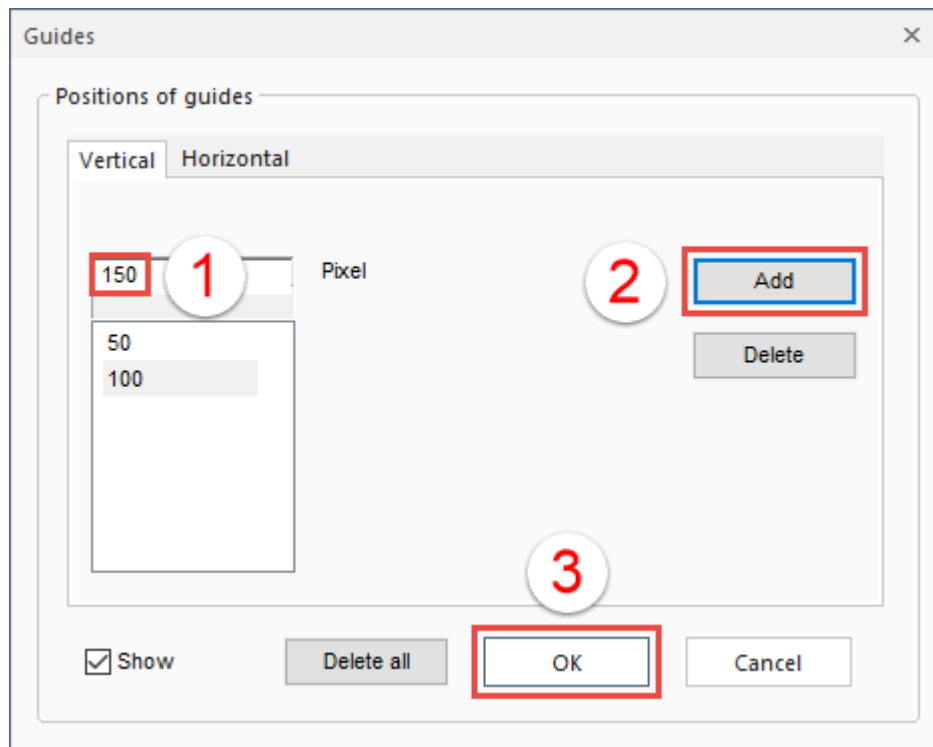 Guides
Positions of guides
Vertical Horizontal
150 1 Pixel 2 Add
50 Delete
100
3
Show Delete all OK Cancel